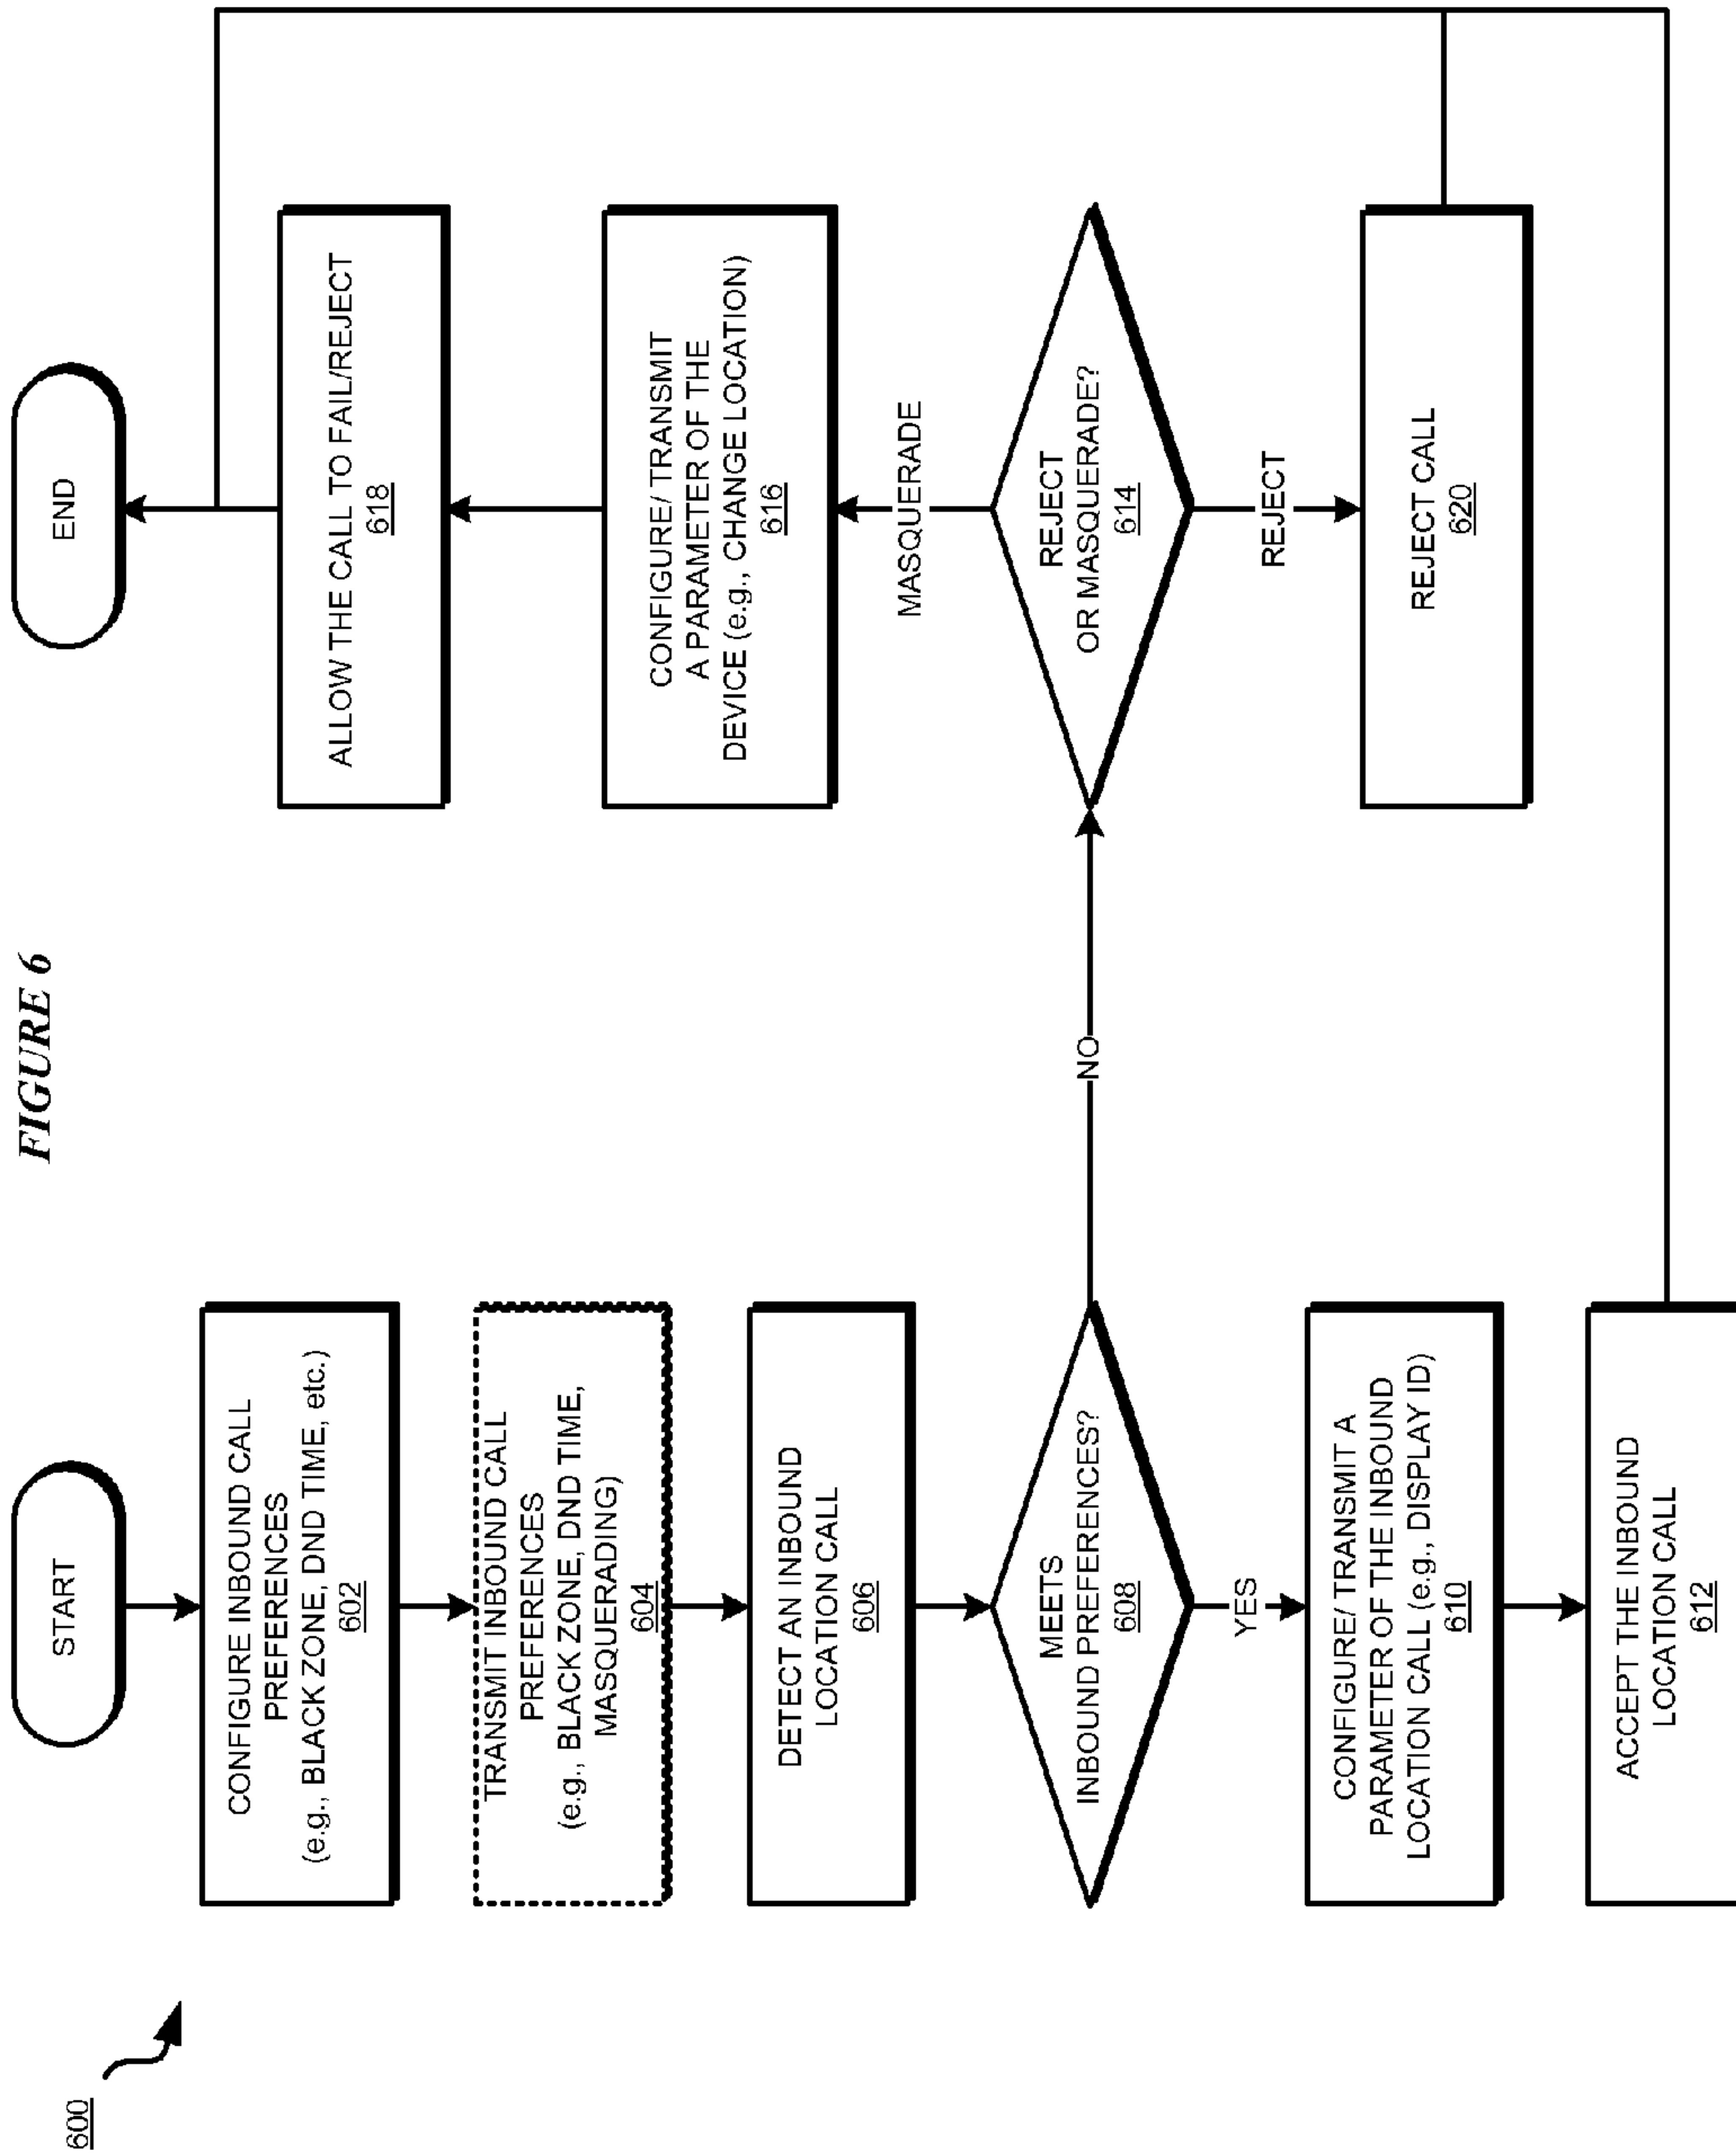 600
FIGURE 6
START
CONFIGURE INBOUND CALL
PREFERENCES
(e.g., BLACK ZONE, DND TIME, etc.)
602
TRANSMIT INBOUND CALL
PREFERENCES
(e.g., BLACK ZONE, DND TIME,
MASQUERADING)
604
DETECT AN INBOUND
LOCATION CALL
606
MEETS
INBOUND PREFERENCES?
608
YES
NO
CONFIGURE/ TRANSMIT A
PARAMETER OF THE INBOUND
LOCATION CALL (e.g., DISPLAY ID)
610
ACCEPT THE INBOUND
LOCATION CALL
612
END
ALLOW THE CALL TO FAIL/REJECT
618
CONFIGURE/ TRANSMIT
A PARAMETER OF THE
DEVICE (e.g., CHANGE LOCATION)
616
MASQUERADE
REJECT
OR MASQUERADE?
614
REJECT
REJECT CALL
620